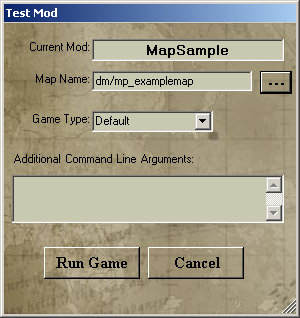 Test Mod
Current Mod: MapSample
Map Name: dm/mp_examplemap ...
Game Type: Default
Additional Command Line Arguments:
Run Game Cancel